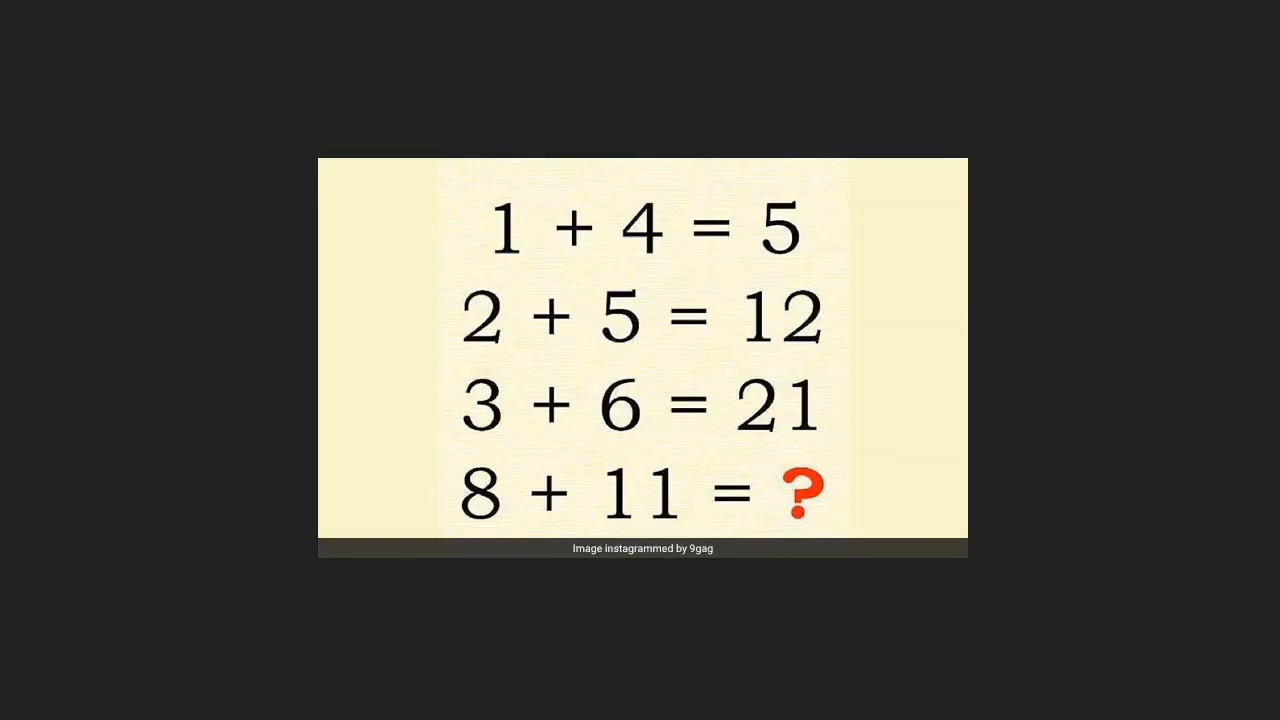 1 + 4 = 5
2 + 5 = 12
3 + 6 = 21
8 + 11 = ?
Image instagrammed by 9gag